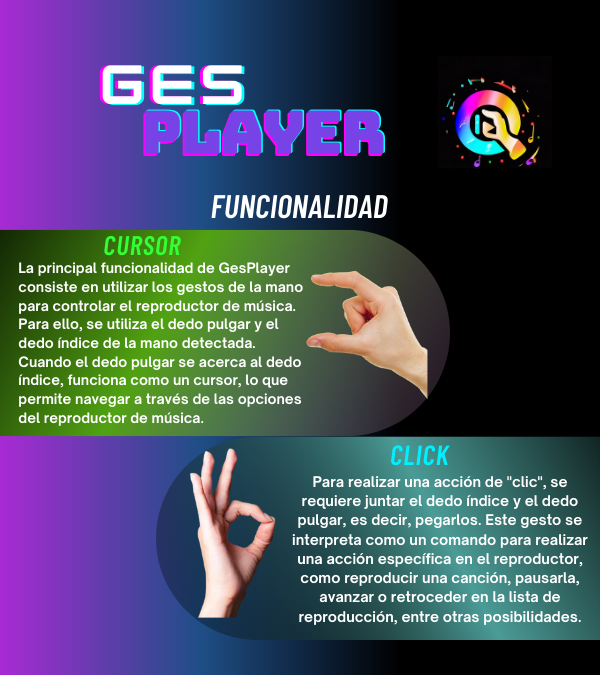 GES
PLAYER
FUNCIONALIDAD
CURSOR
La principal funcionalidad de GesPlayer
consiste en utilizar los gestos de la mano
para controlar el reproductor de música.
Para ello, se utiliza el dedo pulgar y el
dedo índice de la mano detectada.
Cuando el dedo pulgar se acerca al dedo
índice, funciona como un cursor, lo que
permite navegar a través de las opciones
del reproductor de música.
CLICK
Para realizar una acción de "clic", se
requiere juntar el dedo índice y el dedo
pulgar, es decir, pegarlos. Este gesto se
interpreta como un comando para realizar
una acción específica en el reproductor,
como reproducir una canción, pausarla,
avanzar o retroceder en la lista de
reproducción, entre otras posibilidades.